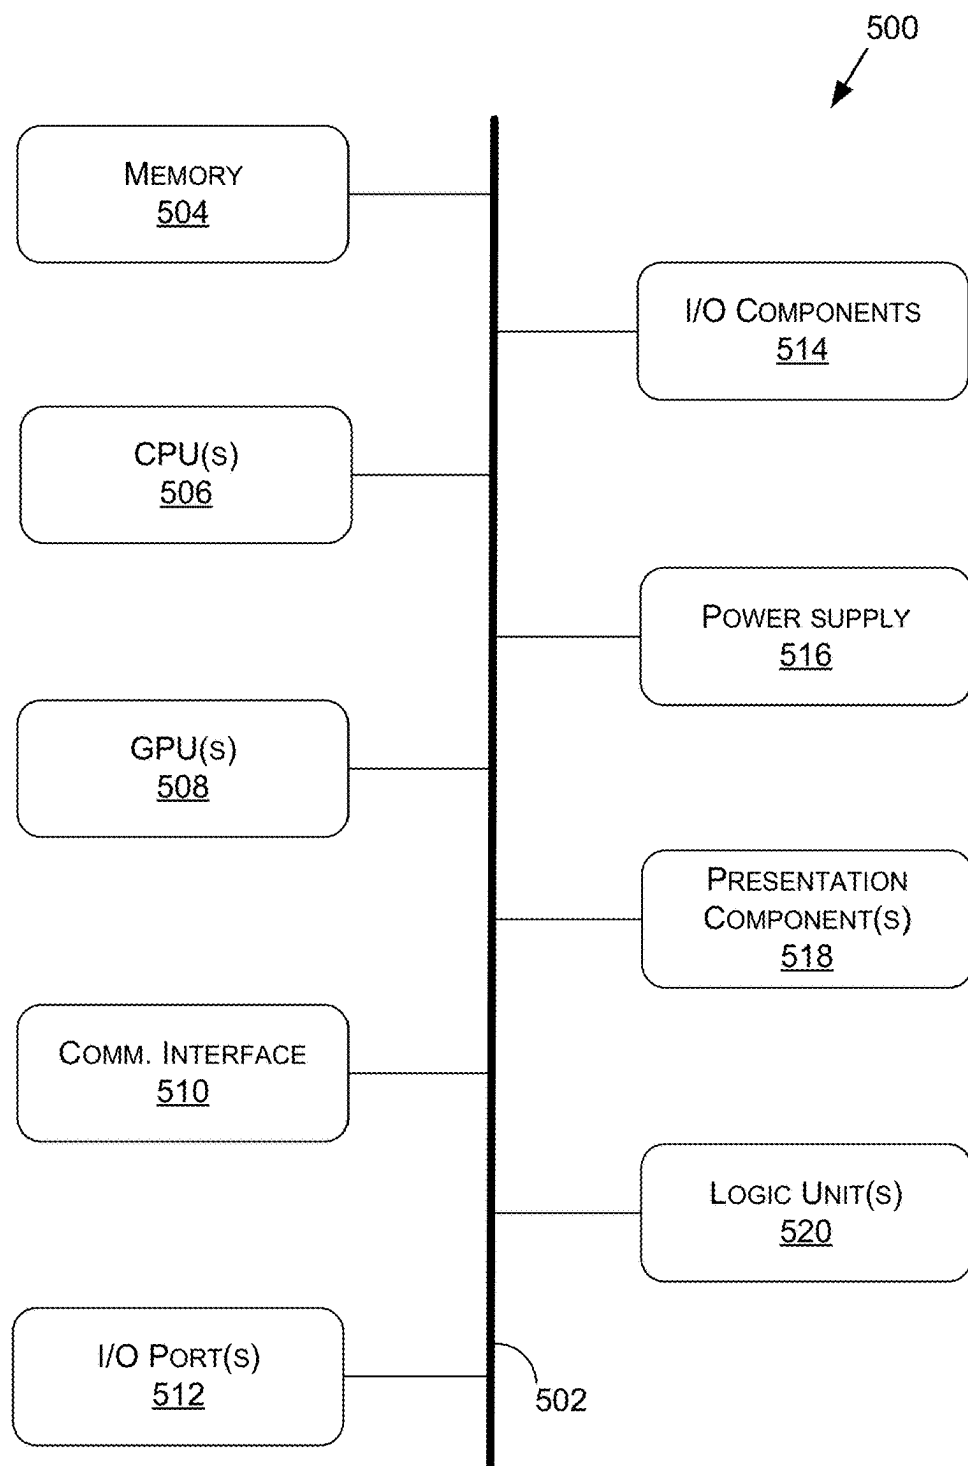 500
MEMORY
504
I/O COMPONENTS
514
CPU(S)
506
POWER SUPPLY
516
GPU(S)
508
PRESENTATION
COMPONENT(S)
518
COMM. INTERFACE
510
LOGIC UNIT(S)
520
I/O PORT(S)
512
502